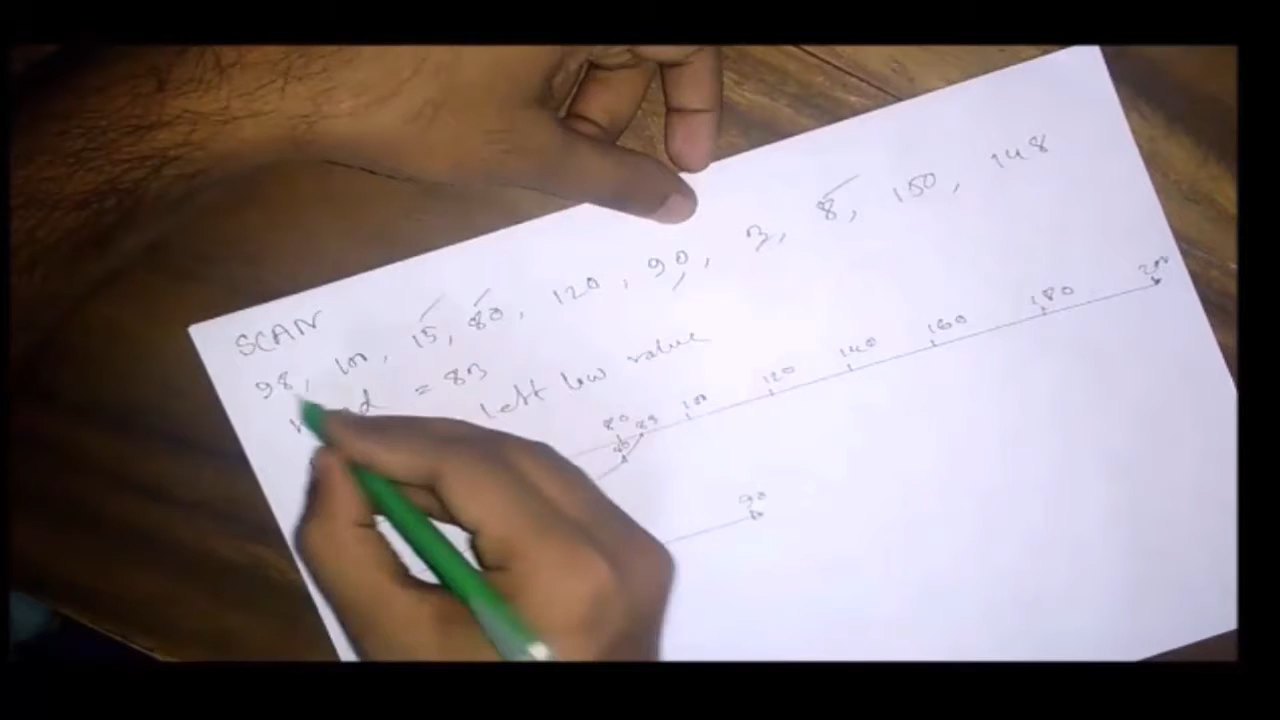 SCAN
98, 100, 15, 80, 120, 90, 3, 8, 150, 148
= 83
Left low value
80 83 100 120 140 160 180 200
90